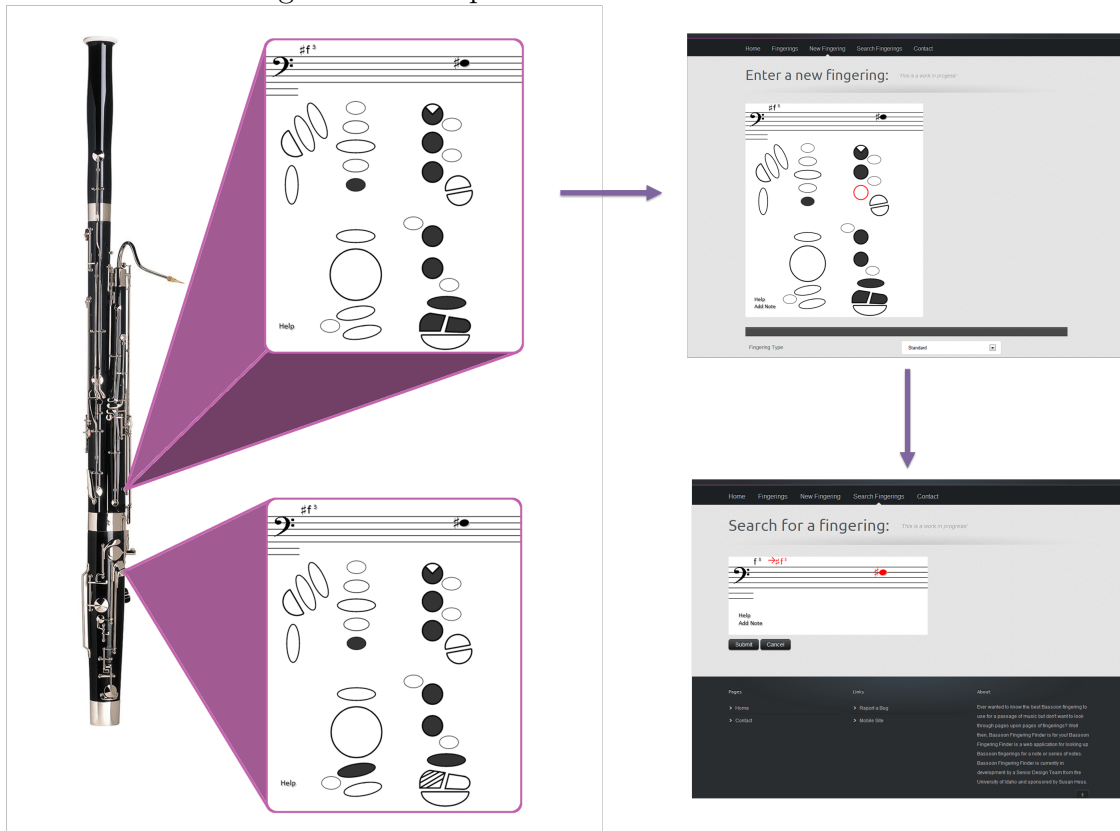 ♯f 3
Help
♯f 3
Help
Home Fingerings New Fingering Search Fingerings Contact
Enter a new fingering: This is a work in progress!
♯f 3
Help
Add Note
Fingering Type Standard
Home Fingerings New Fingering Search Fingerings Contact
Search for a fingering: This is a work in progress!
f 3 →♯f 3
Help
Add Note
Submit Cancel
Pages
> Home
> Contact
Links
> Report a Bug
> Mobile Site
About
Ever wanted to know the best Bassoon fingering to
use for a passage of music but don't want to look
through pages upon pages of fingerings? Well
then, Bassoon Fingering Finder is for you! Bassoon
Fingering Finder is a web application for looking up
Bassoon fingerings for a note or series of notes.
Bassoon Fingering Finder is currently in
development by a Senior Design Team from the
University of Idaho and sponsored by Susan Hess.